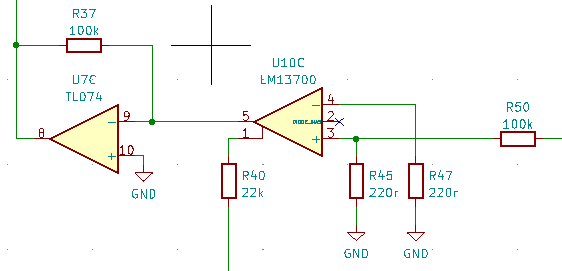 R37
100k
U7C
TL074
9
8
10
GND
U10C
LM13700
4
2
DIODE_BIAS
5
3
1
R50
100k
R40
22k
R45
220r
R47
220r
GND
GND